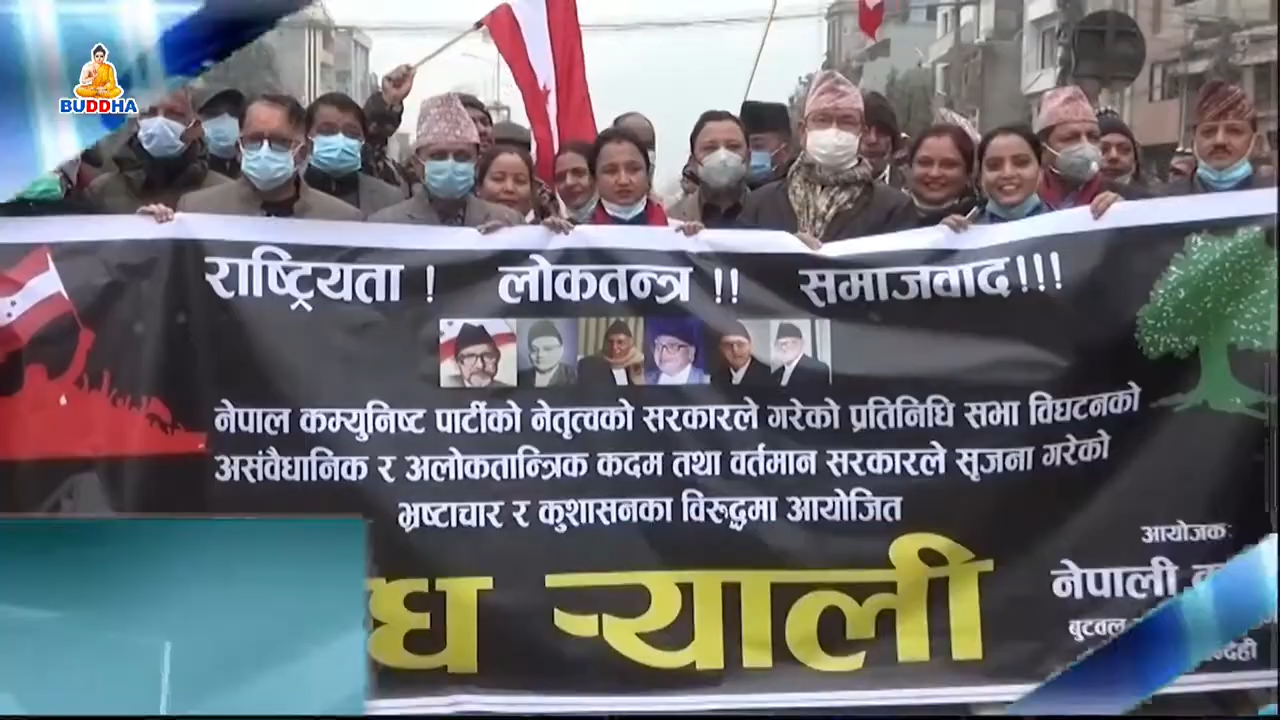 BUDDHA
राष्ट्रियता ! लोकतन्त्र !! समाजवाद!!!
नेपाल कम्युनिष्ट पार्टीको नेतृत्वको सरकारले गरेको प्रतिनिधि सभा विघटनको
असंवैधानिक र अलोकतान्त्रिक कदम तथा वर्तमान सरकारले सृजना गरेको
भ्रष्टाचार र कुशासनका विरुद्धमा आयोजित
र्‍याली
आयोजक:
नेपाली
बुटवल